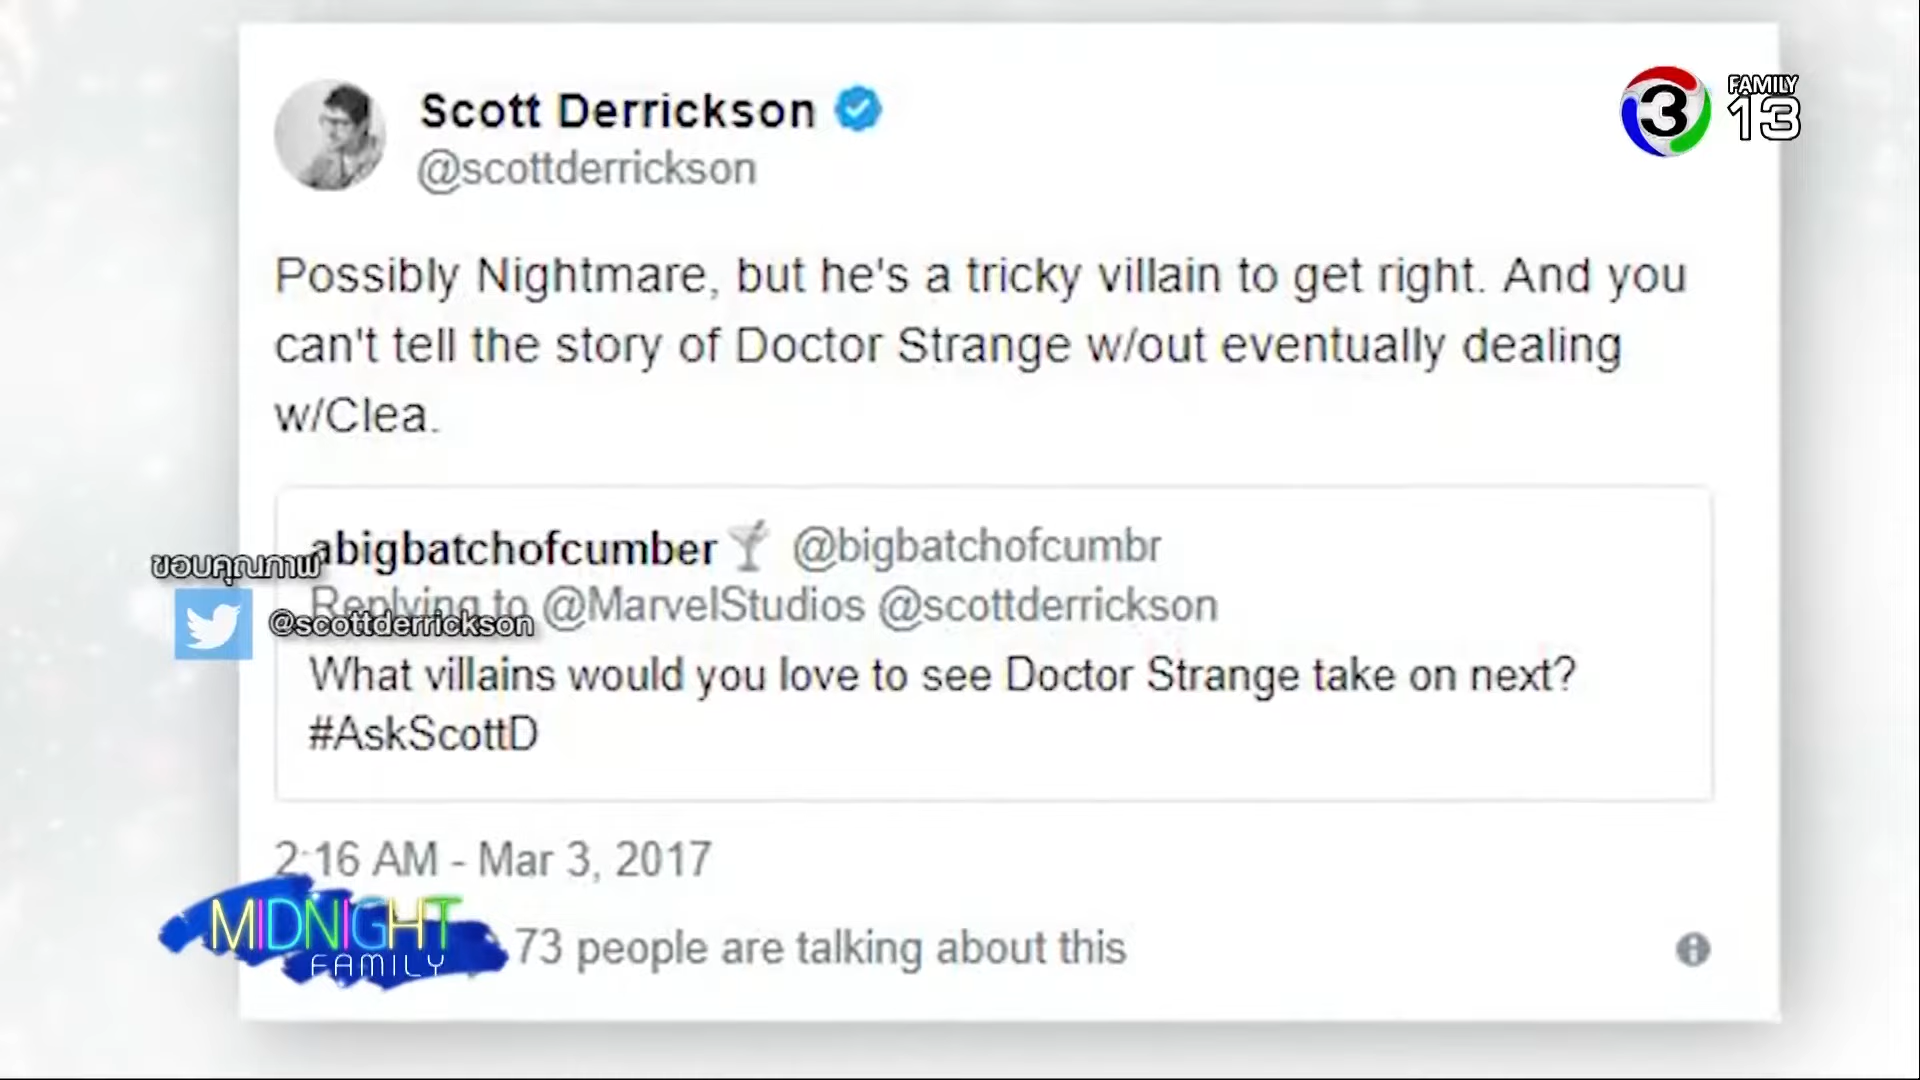 Scott Derrickson
@scottderrickson
3 FAMILY 13
Possibly Nightmare, but he's a tricky villain to get right. And you
can't tell the story of Doctor Strange w/out eventually dealing
w/Clea.
abigbatchofcumber @bigbatchofcumbr
ขอบคุณภาพ
Replying to @MarvelStudios @scottderrickson
@scottderrickson
What villains would you love to see Doctor Strange take on next?
#AskScottD
2:16 AM - Mar 3, 2017
MIDNIGHT
FAMILY
73 people are talking about this